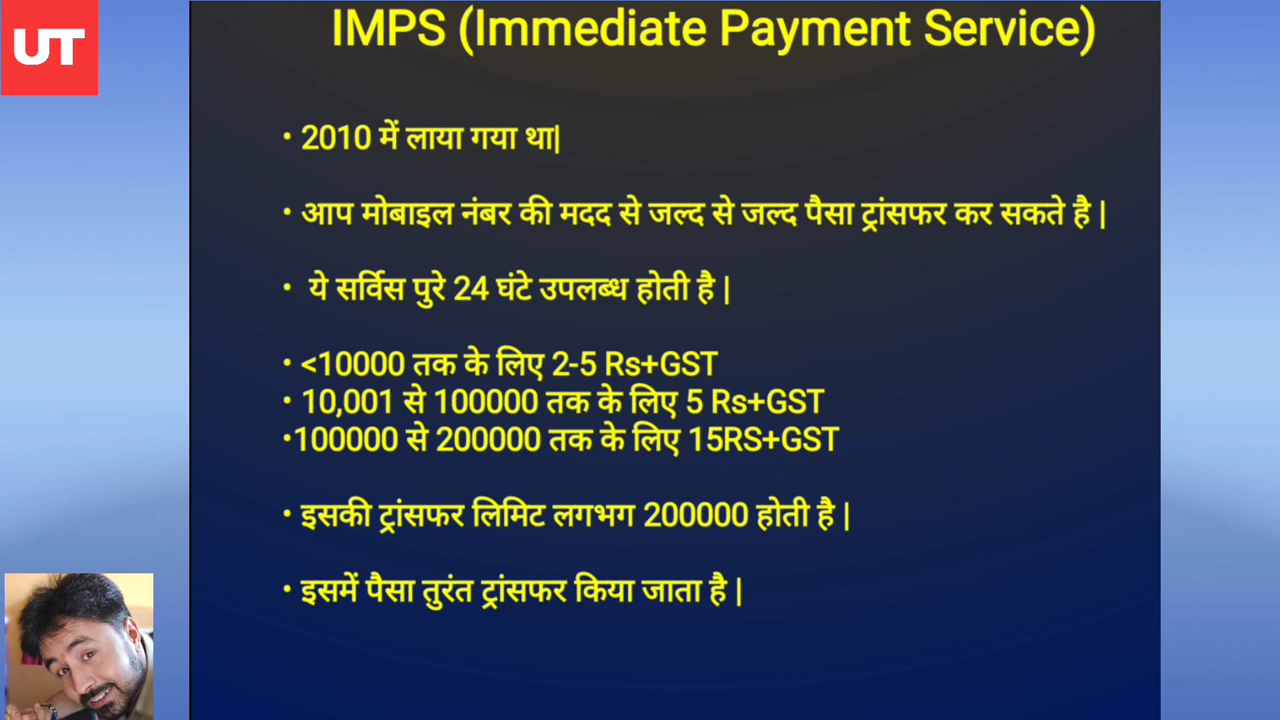 UT
IMPS (Immediate Payment Service)
• 2010 में लाया गया था|
• आप मोबाइल नंबर की मदद से जल्द से जल्द पैसा ट्रांसफर कर सकते है |
• ये सर्विस पुरे 24 घंटे उपलब्ध होती है |
• <10000 तक के लिए 2-5 Rs+GST
• 10,001 से 100000 तक के लिए 5 Rs+GST
•100000 से 200000 तक के लिए 15RS+GST
• इसकी ट्रांसफर लिमिट लगभग 200000 होती है |
• इसमें पैसा तुरंत ट्रांसफर किया जाता है |